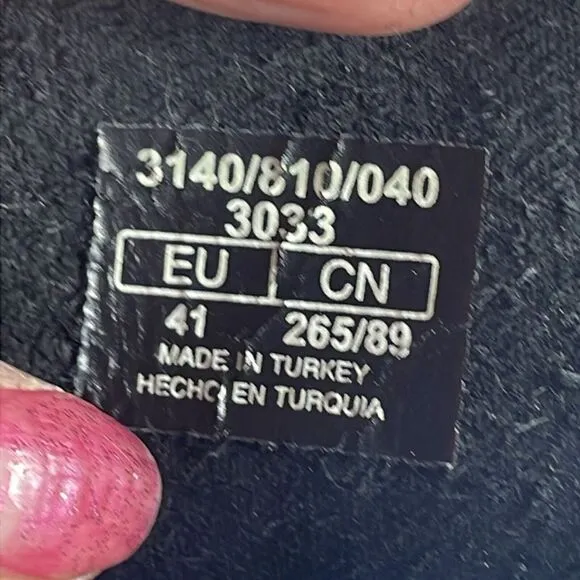 3140/810/040
3033
EU CN
41 265/89
MADE IN TURKEY
HECHO EN TURQUIA